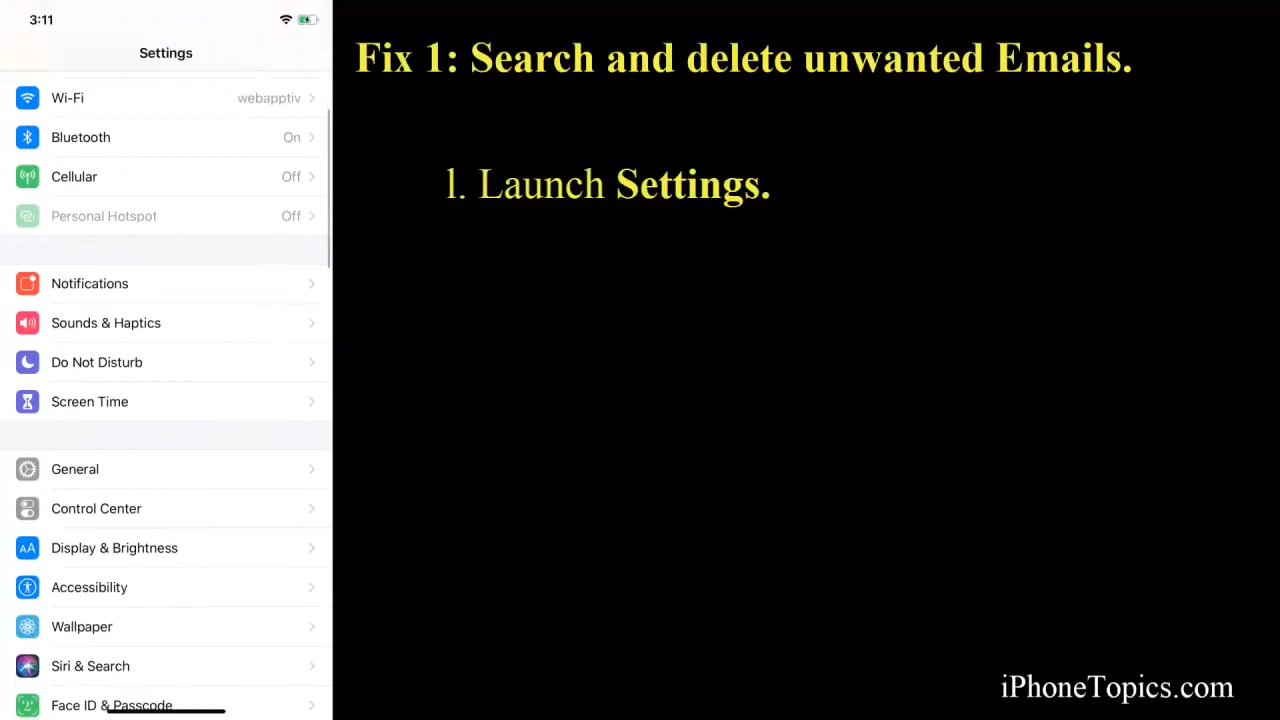 3:11
Settings
Wi-Fi webapptiv
Bluetooth On
Cellular Off
Personal Hotspot Off
Notifications
Sounds & Haptics
Do Not Disturb
Screen Time
General
Control Center
AA Display & Brightness
Accessibility
Wallpaper
Siri & Search
Face ID & Passcode
Fix 1: Search and delete unwanted Emails.
l. Launch Settings.
iPhoneTopics.com